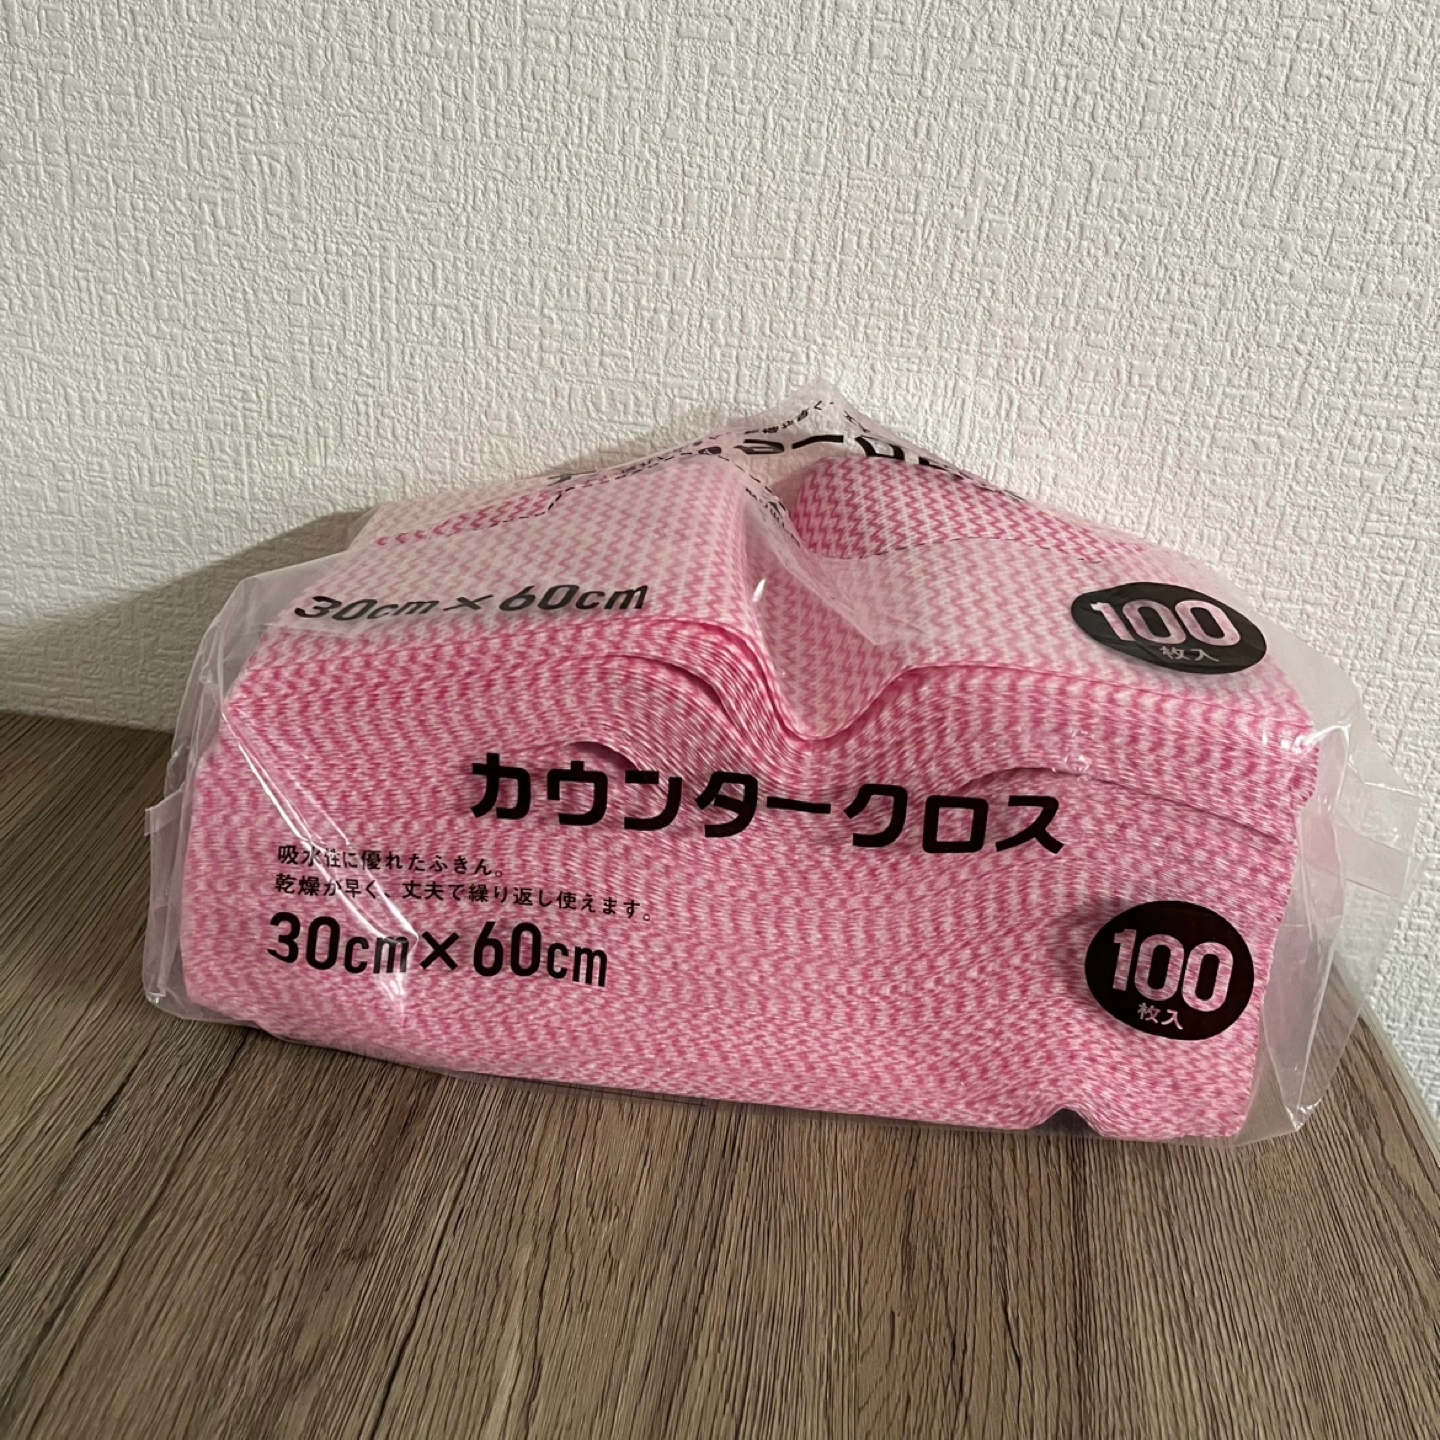 30cm×60cm
100
枚入
カウンタークロス
吸水性に優れたふきん。
乾燥が早く、丈夫で繰り返し使えます。
30cm×60cm
100
枚入